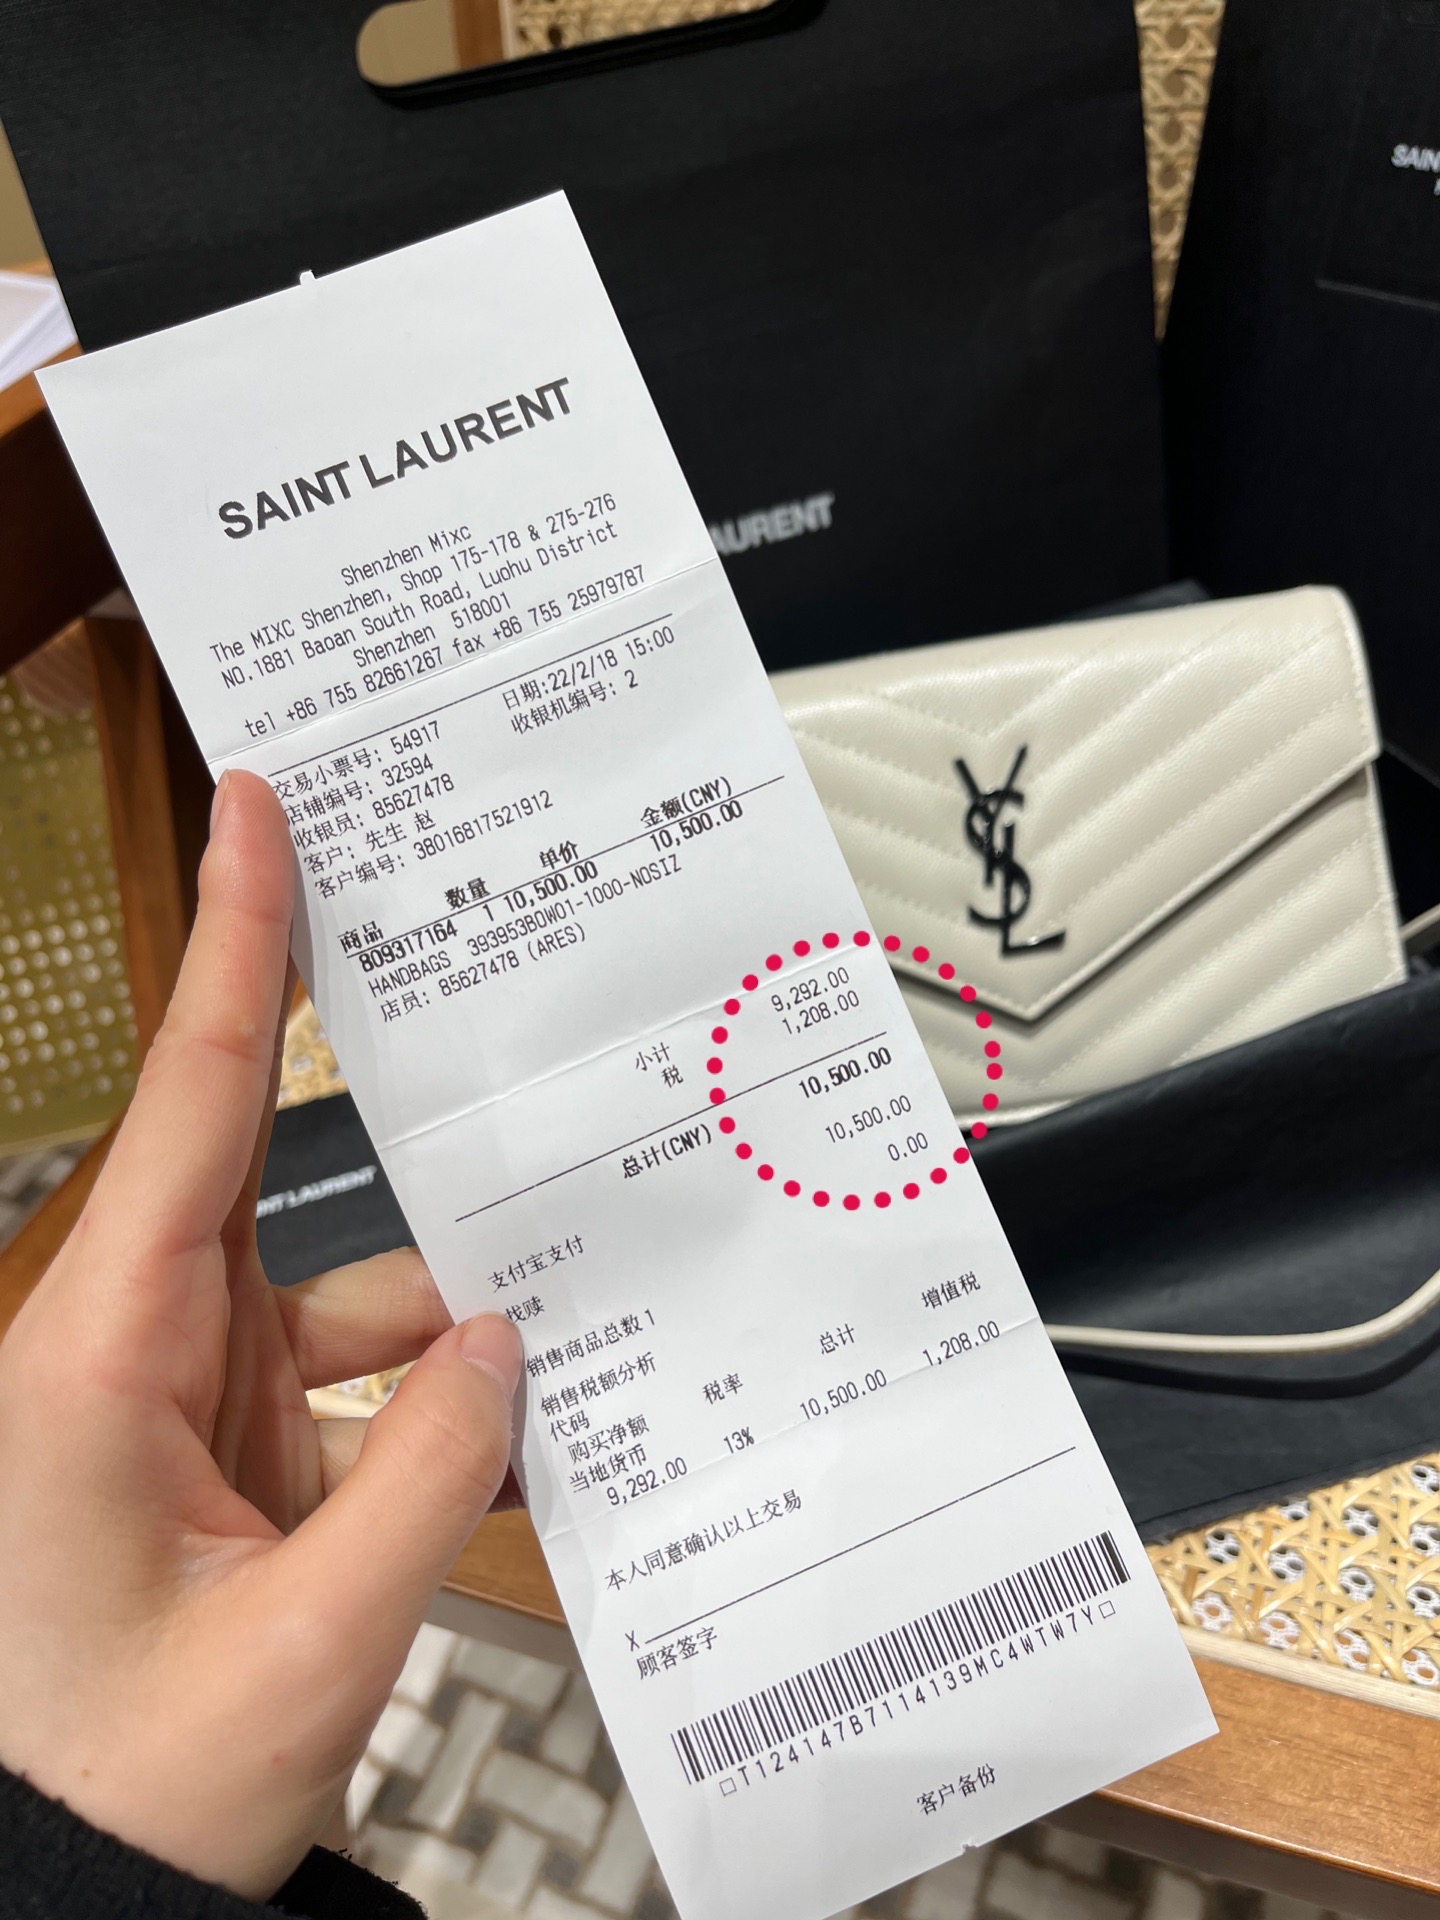 SAINT LAURENT
Shenzhen Mixc
The MIXC Shenzhen, Shop 175-178 & 275-276
NO.1881 Baoan South Road, Luohu District
Shenzhen 518001
tel +86 755 82661267 fax +86 755 25979787
交易小票号: 54917 日期:22/2/18 15:00
店铺编号: 32594 收银机编号: 2
收银员: 85627478
客户: 先生 赵
客户编号: 38016817521912
商品 数量 单价 金额(CNY)
809317164 1 10,500.00 10,500.00
HANDBAGS 393953BOW01-1000-NOSIZ
店员: 85627478 (ARES)
小计 9,292.00
税 1,208.00
总计(CNY) 10,500.00
支付宝支付 10,500.00
找赎 0.00
销售商品总数 1
销售税额分析
代码 税率 总计 增值税
购买净额
当地货币
9,292.00 13% 10,500.00 1,208.00
本人同意确认以上交易
X
顾客签字
T124147B7114139MC4WTW7Y
客户备份
AURENT
SAIN
YSL
INT LAURENT